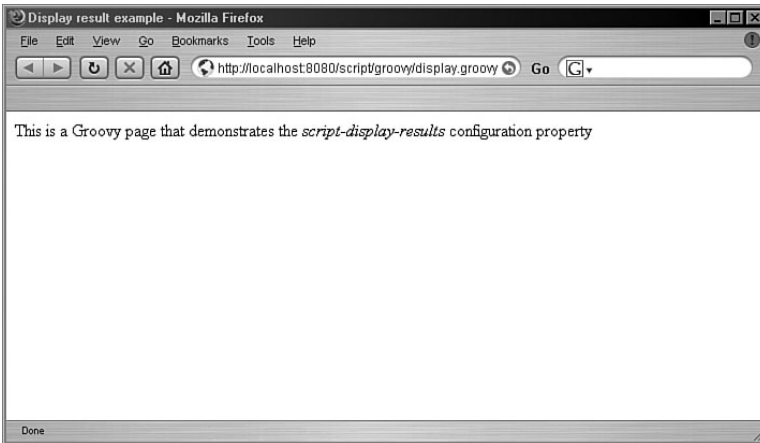 Display result example - Mozilla Firefox
File Edit View Go Bookmarks Tools Help
http://localhost:8080/script/groovy/display.groovy Go G
This is a Groovy page that demonstrates the script-display-results configuration property
Done